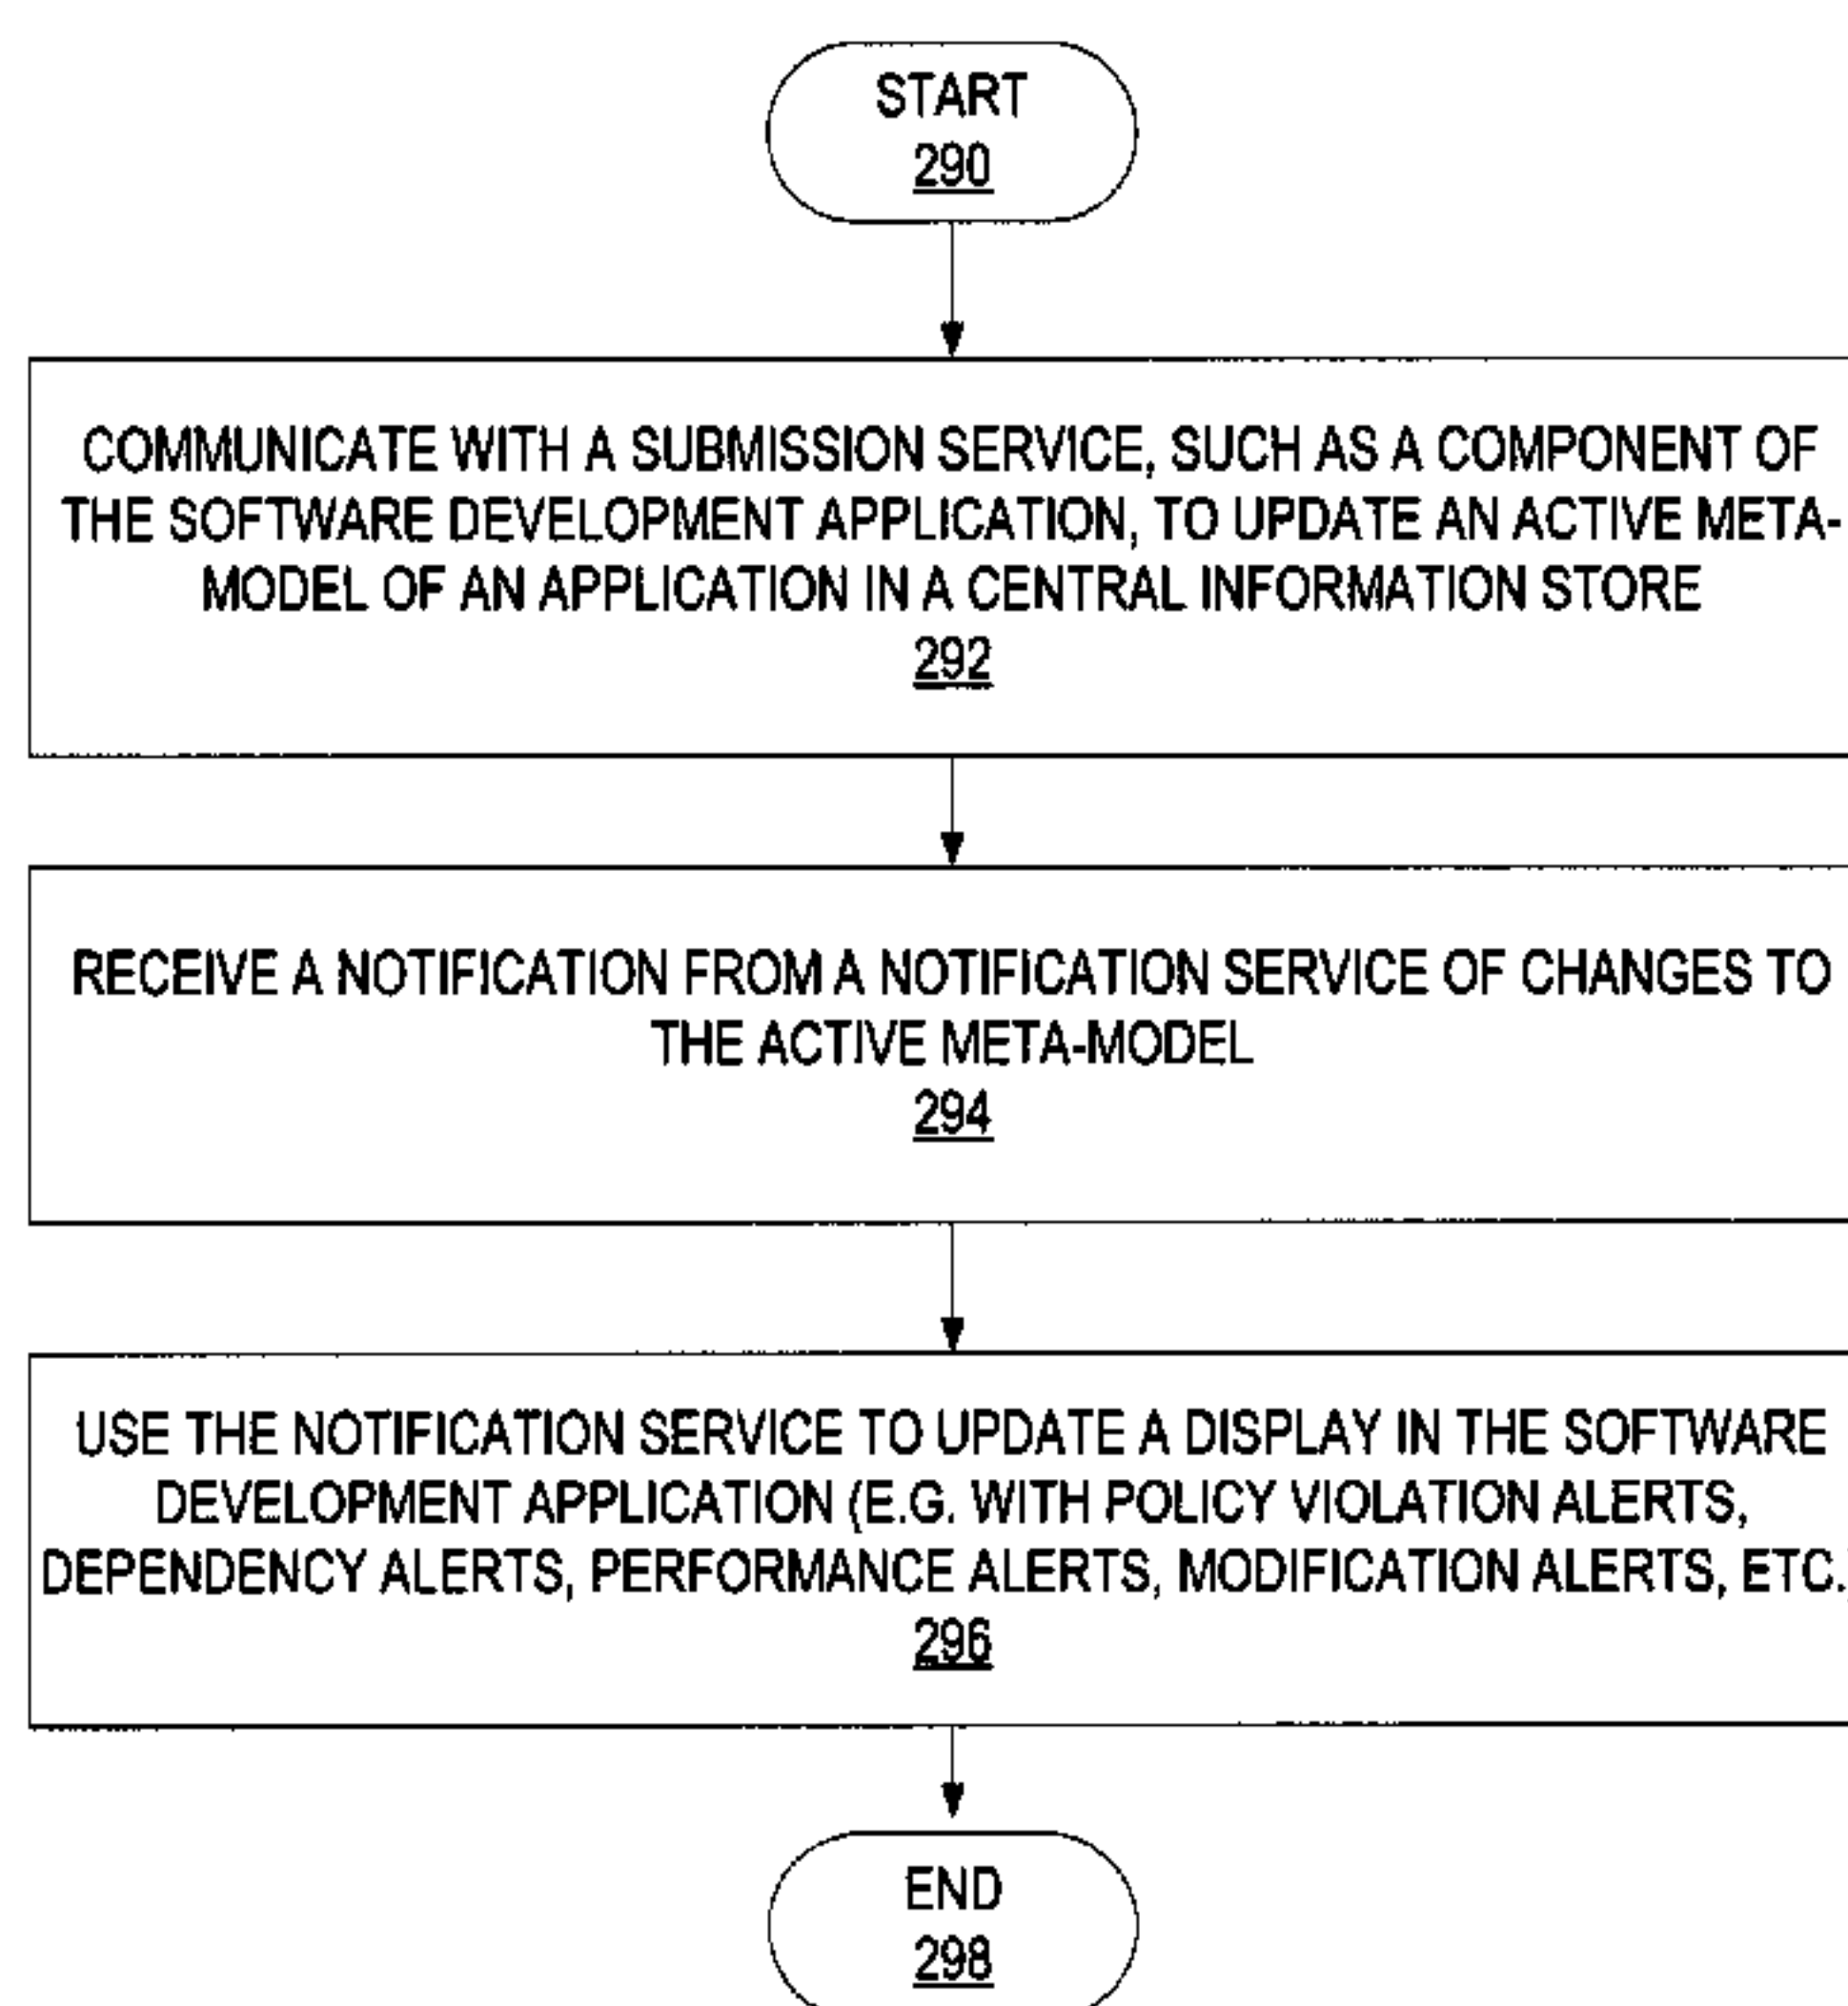 START
290
COMMUNICATE WITH A SUBMISSION SERVICE, SUCH AS A COMPONENT OF
THE SOFTWARE DEVELOPMENT APPLICATION, TO UPDATE AN ACTIVE META-
MODEL OF AN APPLICATION IN A CENTRAL INFORMATION STORE
292
RECEIVE A NOTIFICATION FROM A NOTIFICATION SERVICE OF CHANGES TO
THE ACTIVE META-MODEL
294
USE THE NOTIFICATION SERVICE TO UPDATE A DISPLAY IN THE SOFTWARE
DEVELOPMENT APPLICATION (E.G. WITH POLICY VIOLATION ALERTS,
DEPENDENCY ALERTS, PERFORMANCE ALERTS, MODIFICATION ALERTS, ETC.)
296
END
298